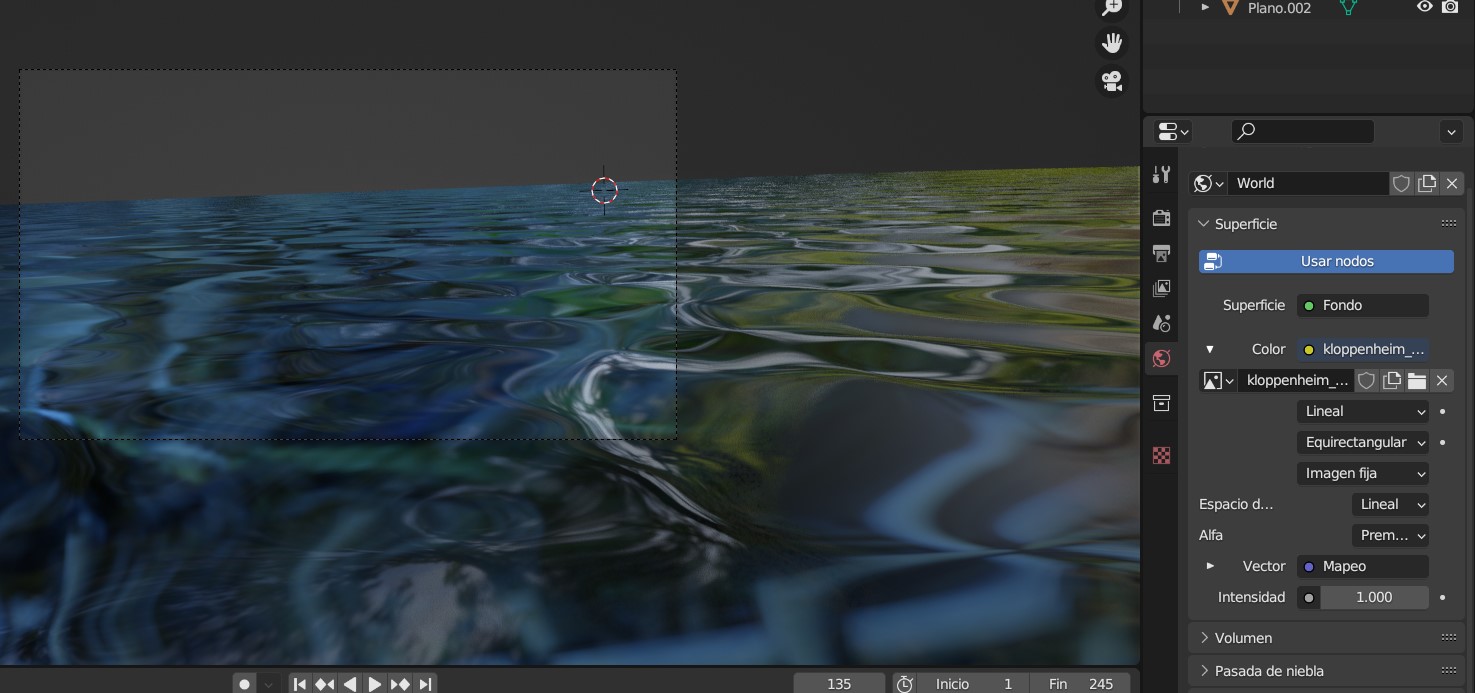 Plano.002
World
Superficie
Usar nodos
Superficie Fondo
Color kloppenheim_...
kloppenheim_...
Lineal
Equirectangular
Imagen fija
Espacio d... Lineal
Alfa Prem...
Vector Mapeo
Intensidad 1.000
Volumen
Pasada de niebla
135 Inicio 1 Fin 245